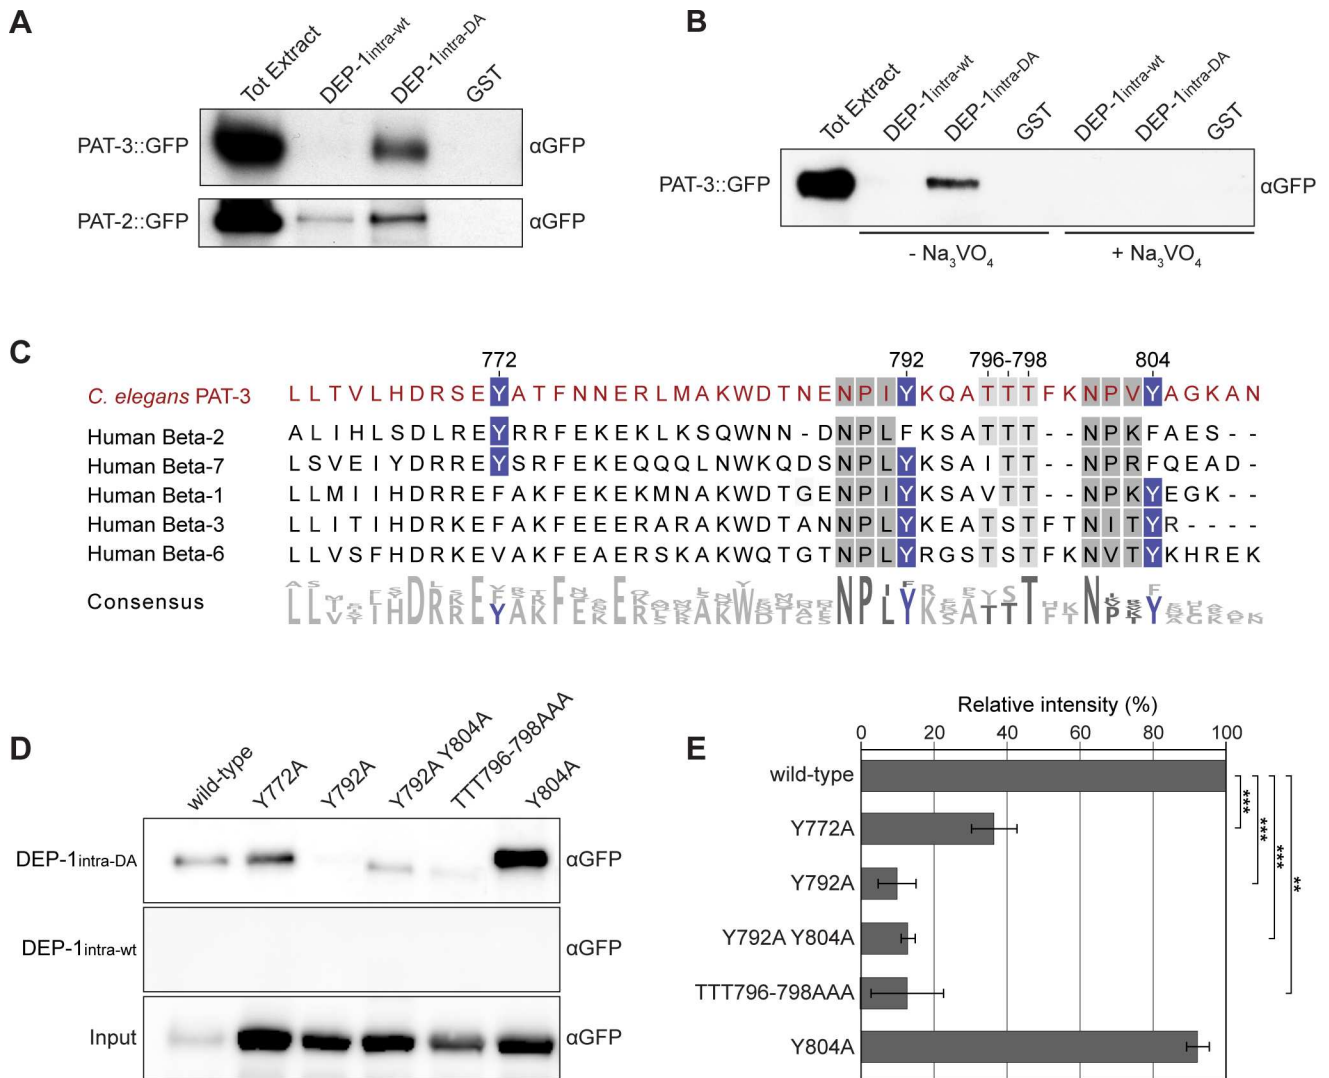 A
Tot Extract
DEP-1intra-wt
DEP-1intra-DA
GST
PAT-3::GFP
αGFP
PAT-2::GFP
αGFP
B
Tot Extract
DEP-1intra-wt
DEP-1intra-DA
GST
DEP-1intra-wt
DEP-1intra-DA
GST
PAT-3::GFP
αGFP
- Na3VO4
+ Na3VO4
C
772 792 796-798 804
C. elegans PAT-3 L L T V L H D R S E Y A T F N N E R L M A K W D T N E N P I Y K Q A T T T F K N P V Y A G K A N
Human Beta-2 A L I H L S D L R E Y R R F E K E K L K S Q W N N - D N P L F K S A T T T - - N P K F A E S - -
Human Beta-7 L S V E I Y D R R E Y S R F E K E Q Q Q L N W K Q D S N P L Y K S A I T T - - N P R F Q E A D -
Human Beta-1 L L M I I H D R R E F A K F E K E K M N A K W D T G E N P I Y K S A V T T - - N P K Y E G K - -
Human Beta-3 L L I T I H D R K E F A K F E E E R A R A K W D T A N N P L Y K E A T S T F T N I T Y R - - - -
Human Beta-6 L L V S F H D R K E V A K F E A E R S K A K W Q T G T N P L Y R G S T S T F K N V T Y K H R E K
Consensus
D
wild-type
Y772A
Y792A
Y792A Y804A
TTT796-798AAA
Y804A
DEP-1intra-DA
αGFP
DEP-1intra-wt
αGFP
Input
αGFP
E
Relative intensity (%)
0 20 40 60 80 100
wild-type
Y772A
Y792A
Y792A Y804A
TTT796-798AAA
Y804A
***
***
***
**